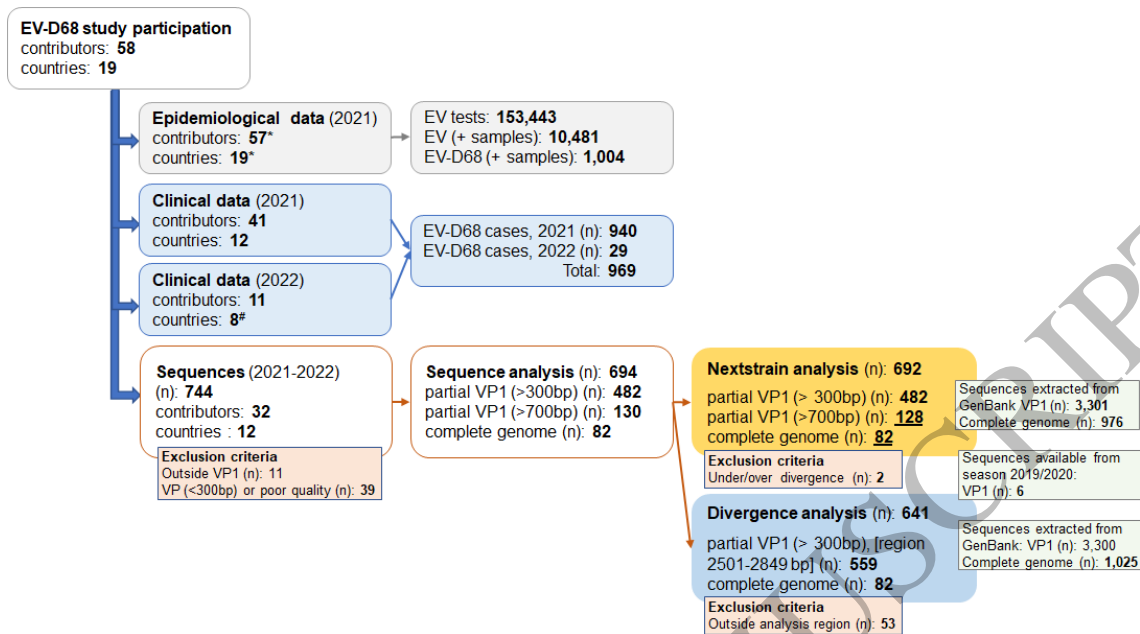 EV-D68 study participation
contributors: 58
countries: 19
Epidemiological data (2021)
contributors: 57*
countries: 19*
EV tests: 153,443
EV (+ samples): 10,481
EV-D68 (+ samples): 1,004
Clinical data (2021)
contributors: 41
countries: 12
EV-D68 cases, 2021 (n): 940
EV-D68 cases, 2022 (n): 29
Total: 969
Clinical data (2022)
contributors: 11
countries: 8#
Sequences (2021-2022)
(n): 744
contributors: 32
countries : 12
Exclusion criteria
Outside VP1 (n): 11
VP (<300bp) or poor quality (n): 39
Sequence analysis (n): 694
partial VP1 (>300bp) (n): 482
partial VP1 (>700bp) (n): 130
complete genome (n): 82
Nextstrain analysis (n): 692
partial VP1 (> 300bp) (n): 482
partial VP1 (>700bp) (n): 128
complete genome (n): 82
Exclusion criteria
Under/over divergence (n): 2
Sequences extracted from
GenBank VP1 (n): 3,301
Complete genome (n): 976
Sequences available from
season 2019/2020:
VP1 (n): 6
Divergence analysis (n): 641
partial VP1 (> 300bp), [region
2501-2849 bp] (n): 559
complete genome (n): 82
Exclusion criteria
Outside analysis region (n): 53
Sequences extracted from
GenBank: VP1 (n): 3,300
Complete genome (n): 1,025
USCRIPT